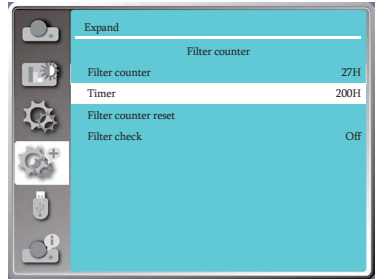 Expand
Filter counter
Filter counter 27H
Timer 200H
Filter counter reset
Filter check Off